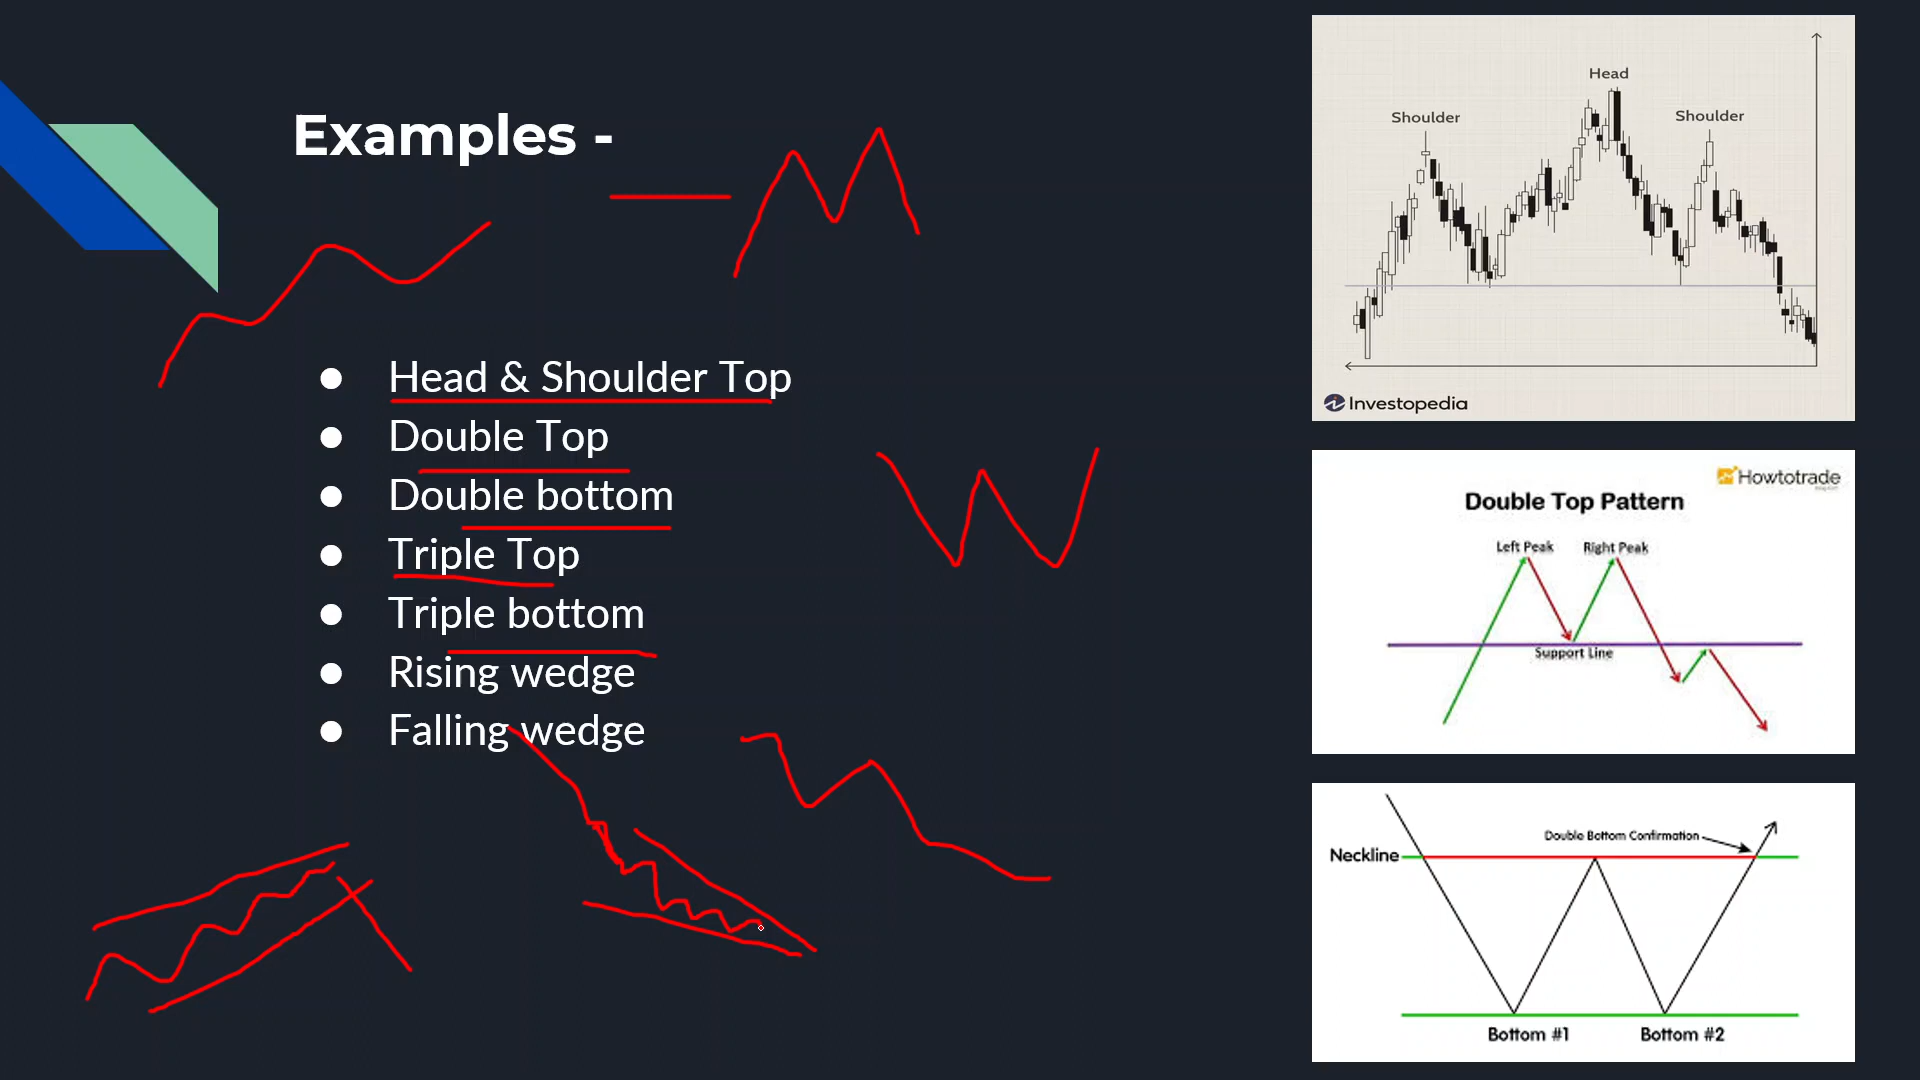 Examples -
Head & Shoulder Top
Double Top
Double bottom
Triple Top
Triple bottom
Rising wedge
Falling wedge
Head
Shoulder
Shoulder
Investopedia
Howtotrade
Double Top Pattern
Left Peak
Right Peak
Support Line
Double Bottom Confirmation
Neckline
Bottom #1
Bottom #2